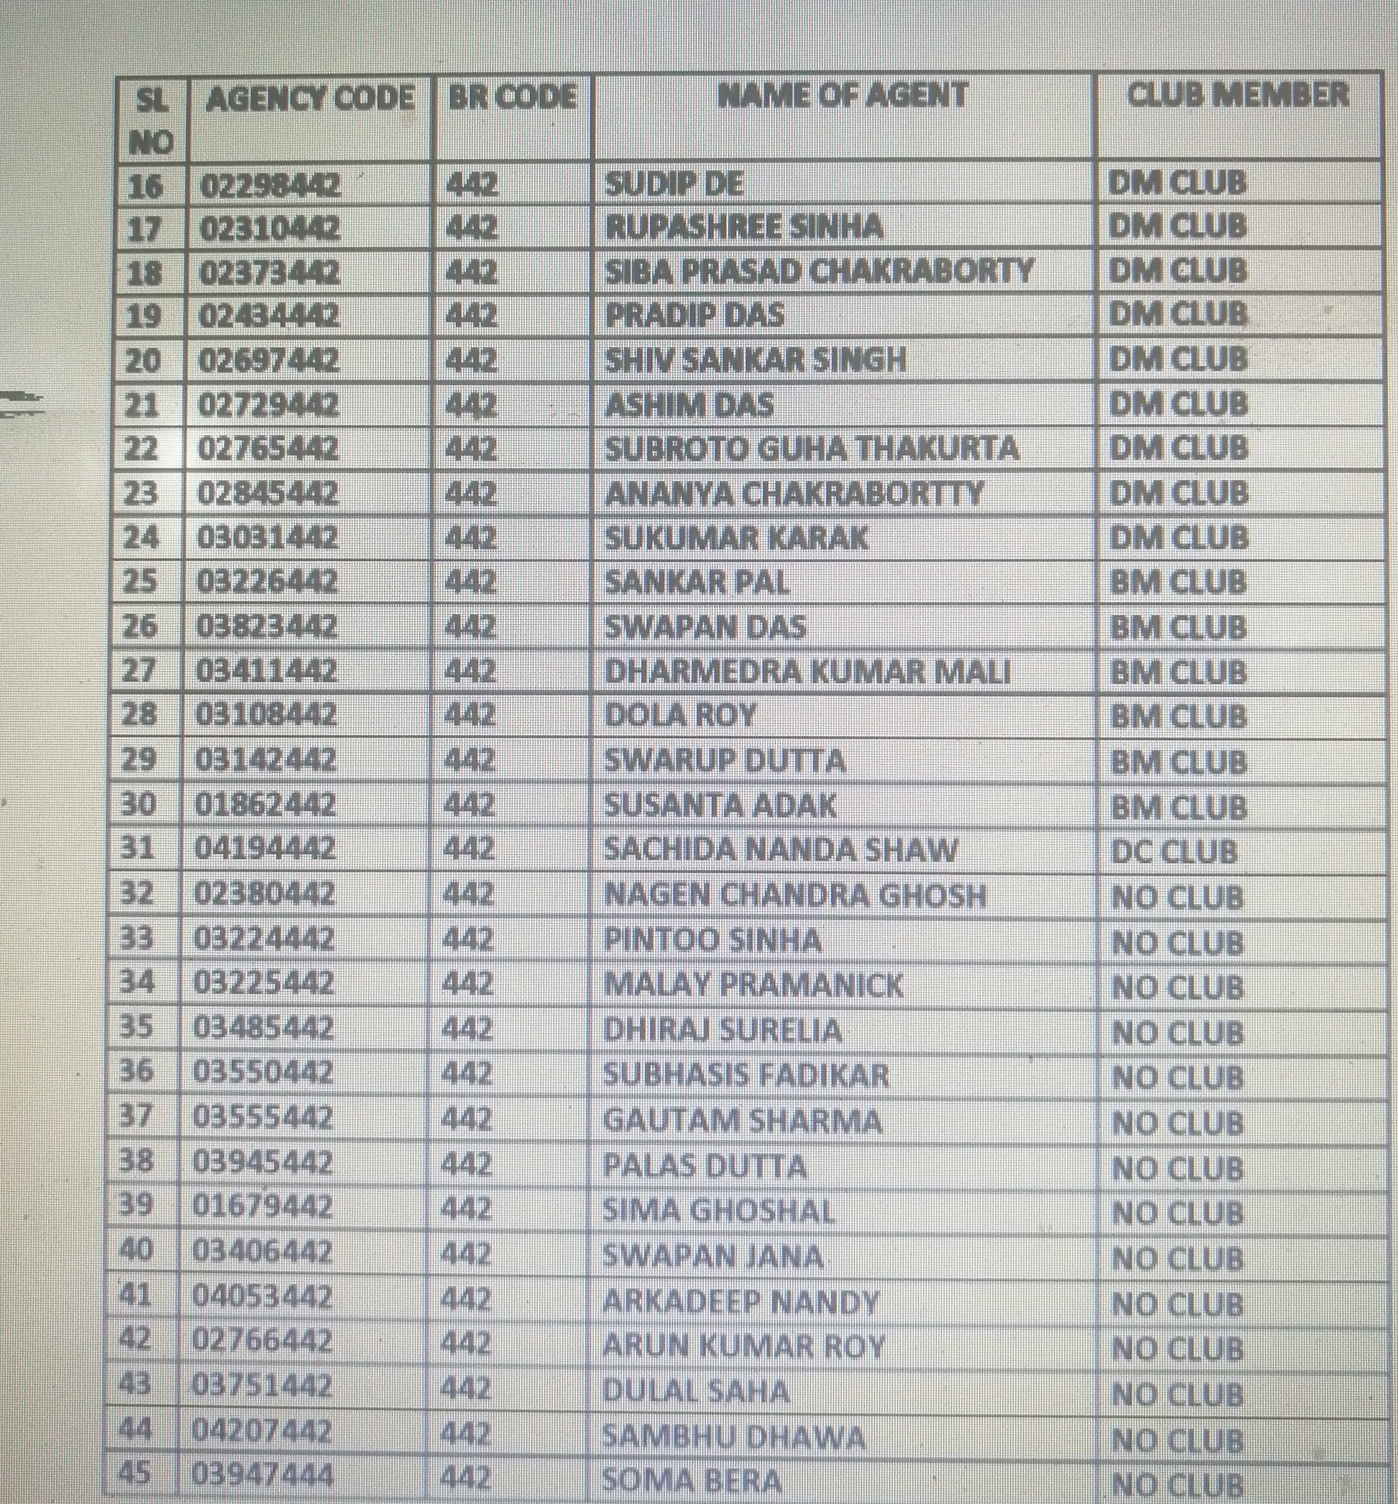 SL NO AGENCY CODE BR CODE NAME OF AGENT CLUB MEMBER
16 02298442 442 SUDIP DE DM CLUB
17 02310442 442 RUPASHREE SINHA DM CLUB
18 02373442 442 SIBA PRASAD CHAKRABORTY DM CLUB
19 02434442 442 PRADIP DAS DM CLUB
20 02697442 442 SHIV SANKAR SINGH DM CLUB
21 02729442 442 ASHIM DAS DM CLUB
22 02765442 442 SUBROTO GUHA THAKURTA DM CLUB
23 02845442 442 ANANYA CHAKRABORTTY DM CLUB
24 03031442 442 SUKUMAR KARAK DM CLUB
25 03226442 442 SANKAR PAL BM CLUB
26 03823442 442 SWAPAN DAS BM CLUB
27 03411442 442 DHARMEDRA KUMAR MALI BM CLUB
28 03108442 442 DOLA ROY BM CLUB
29 03142442 442 SWARUP DUTTA BM CLUB
30 01862442 442 SUSANTA ADAK BM CLUB
31 04194442 442 SACHIDA NANDA SHAW DC CLUB
32 02380442 442 NAGEN CHANDRA GHOSH NO CLUB
33 03224442 442 PINTOO SINHA NO CLUB
34 03225442 442 MALAY PRAMANICK NO CLUB
35 03485442 442 DHIRAJ SURELIA NO CLUB
36 03550442 442 SUBHASIS FADIKAR NO CLUB
37 03555442 442 GAUTAM SHARMA NO CLUB
38 03945442 442 PALAS DUTTA NO CLUB
39 01679442 442 SIMA GHOSHAL NO CLUB
40 03406442 442 SWAPAN JANA NO CLUB
41 04053442 442 ARKADEEP NANDY NO CLUB
42 02766442 442 ARUN KUMAR ROY NO CLUB
43 03751442 442 DULAL SAHA NO CLUB
44 04207442 442 SAMBHU DHAWA NO CLUB
45 03947444 442 SOMA BERA NO CLUB